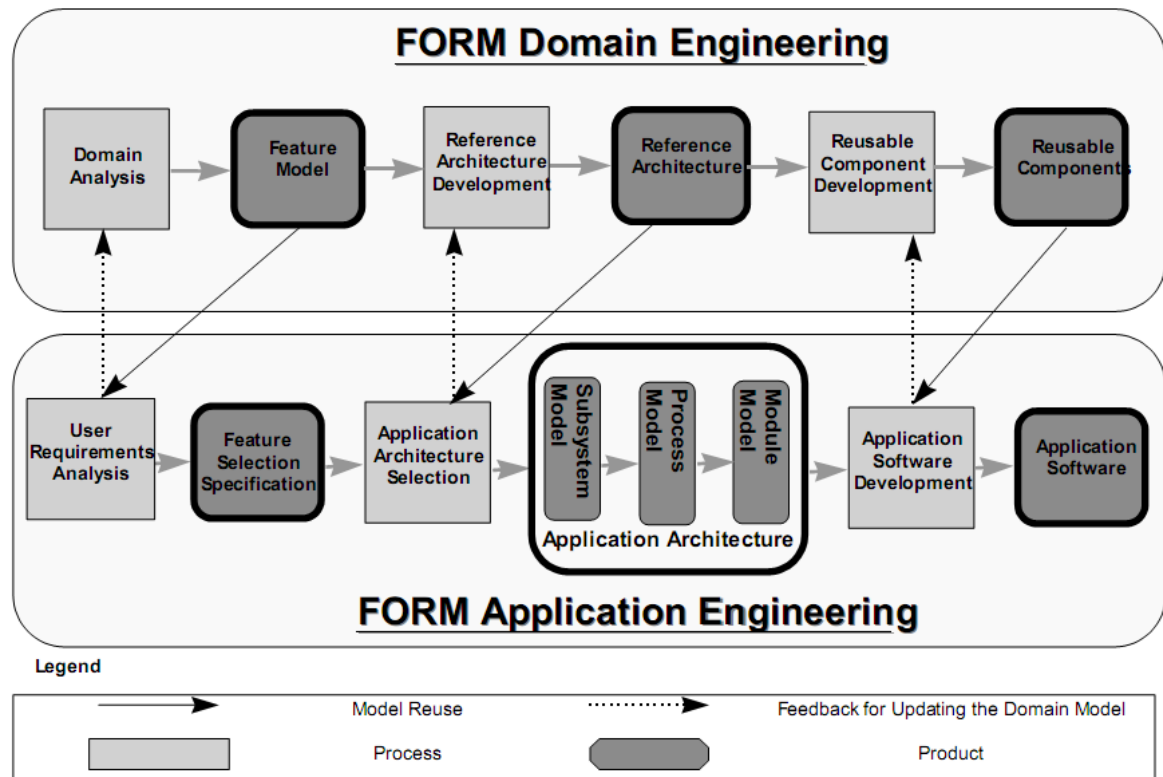 FORM Domain Engineering
Domain
Analysis
Feature
Model
Reference
Architecture
Development
Reference
Architecture
Reusable
Component
Development
Reusable
Components
User
Requirements
Analysis
Feature
Selection
Specification
Application
Architecture
Selection
Subsystem
Model
Process
Model
Module
Model
Application Architecture
Application
Software
Development
Application
Software
FORM Application Engineering
Legend
Model Reuse
Feedback for Updating the Domain Model
Process
Product